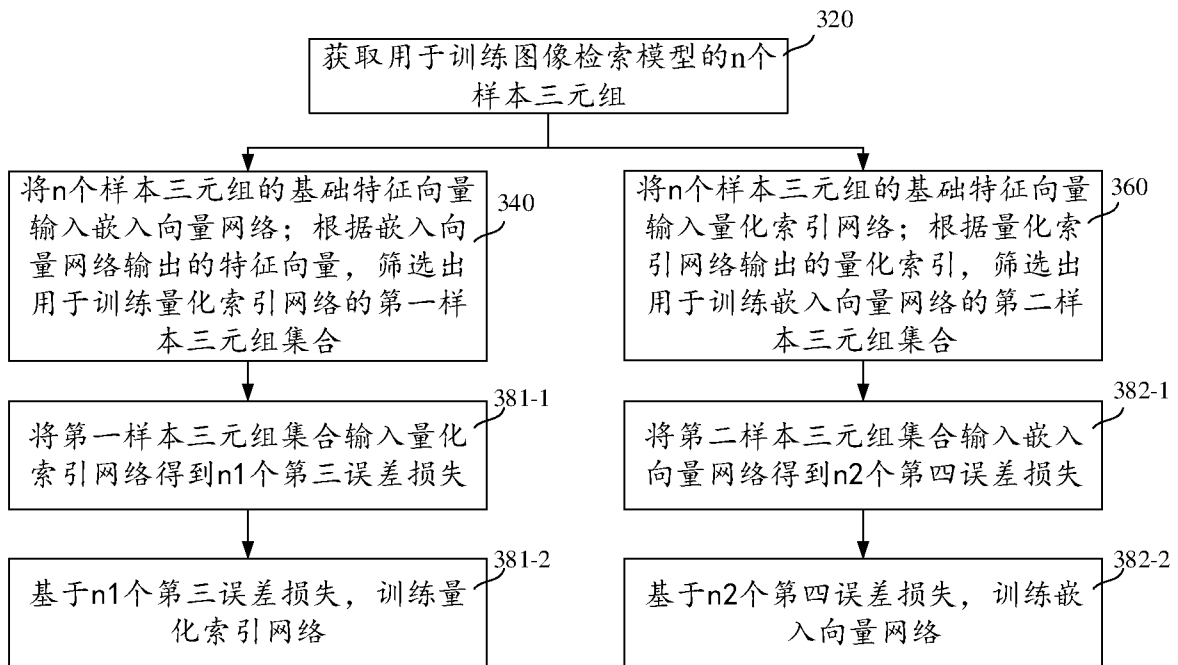 320
获取用于训练图像检索模型的n个
样本三元组
340
将n个样本三元组的基础特征向量
输入嵌入向量网络；根据嵌入向
量网络输出的特征向量，筛选出
用于训练量化索引网络的第一样
本三元组集合
360
将n个样本三元组的基础特征向量
输入量化索引网络；根据量化索
引网络输出的量化索引，筛选出
用于训练嵌入向量网络的第二样
本三元组集合
381-1
将第一样本三元组集合输入量化
索引网络得到n1个第三误差损失
382-1
将第二样本三元组集合输入嵌入
向量网络得到n2个第四误差损失
381-2
基于n1个第三误差损失，训练量
化索引网络
382-2
基于n2个第四误差损失，训练嵌
入向量网络